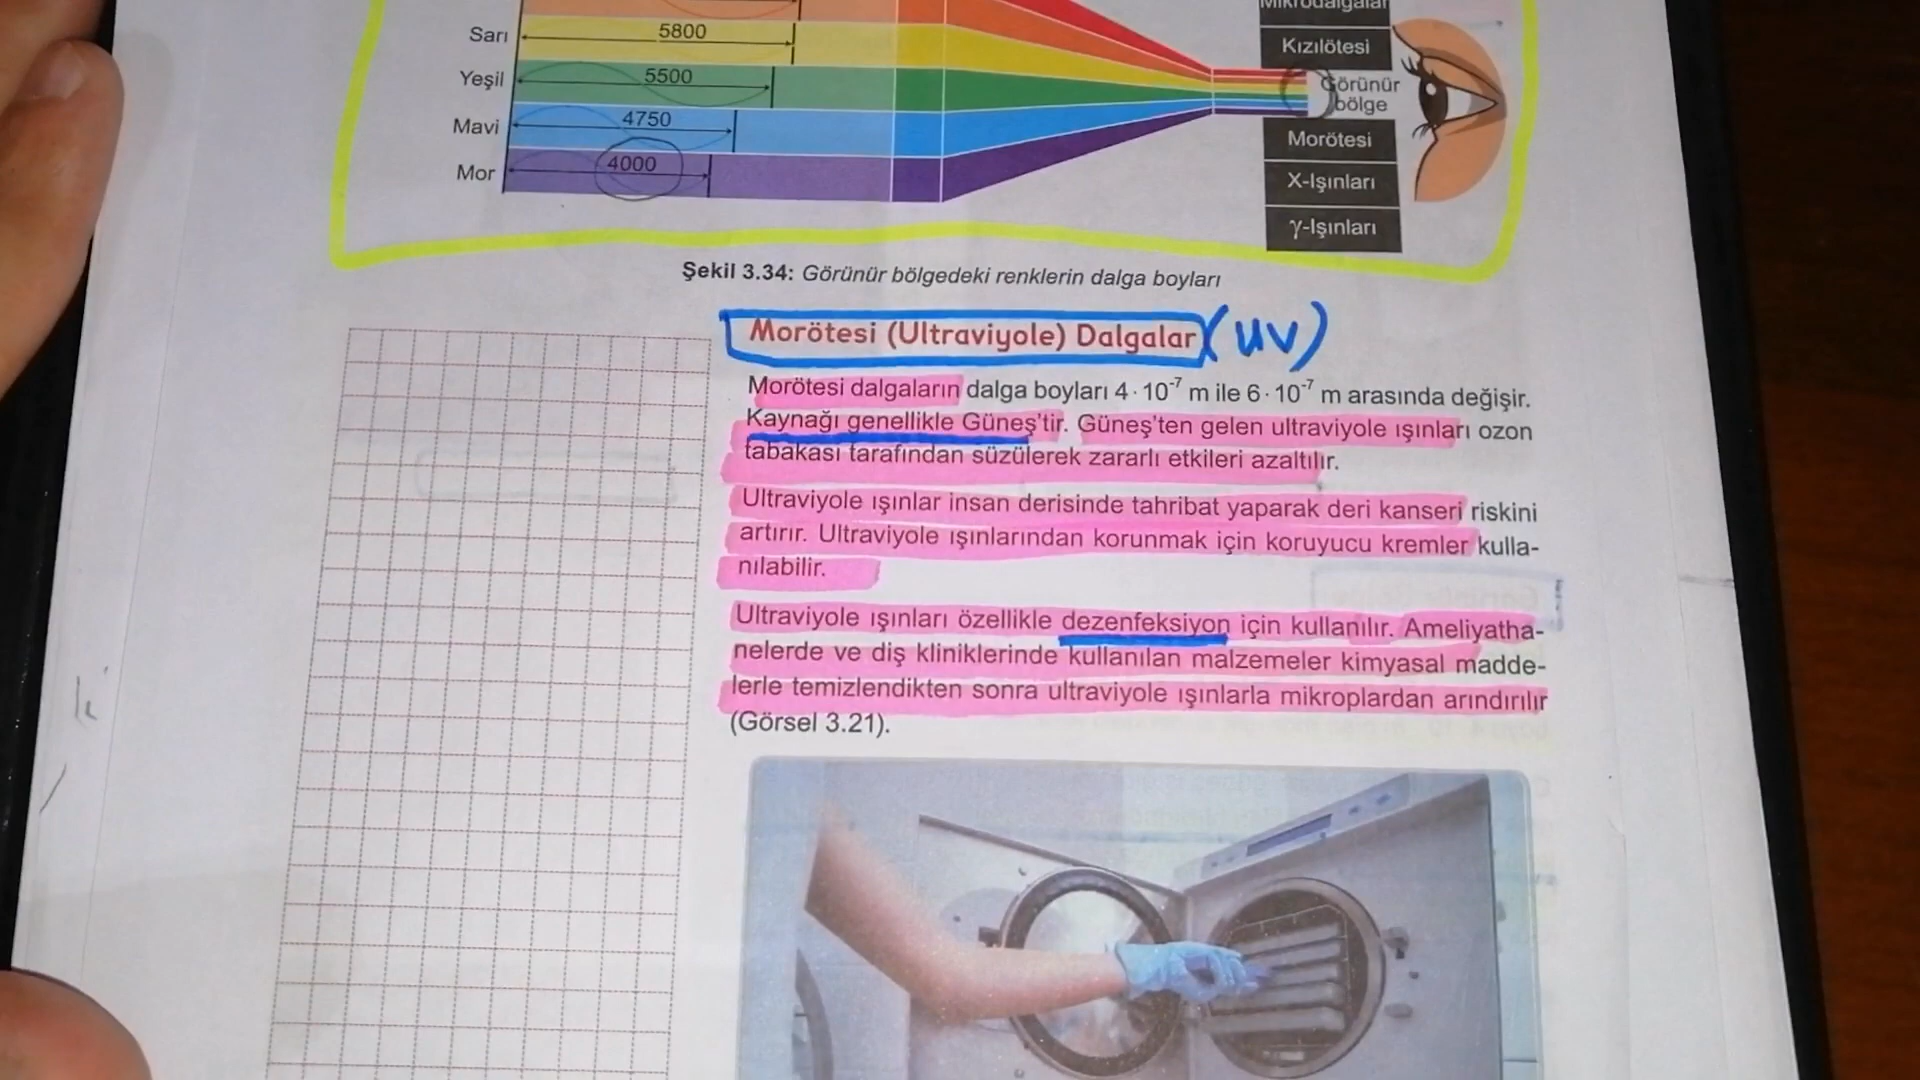 Mikrodalgalar
Sarı 5800
Kızılötesi
Yeşil 5500
Görünür
bölge
Mavi 4750
Morötesi
Mor 4000
X-Işınları
γ-Işınları
Şekil 3.34: Görünür bölgedeki renklerin dalga boyları
Morötesi (Ultraviyole) Dalgalar (UV)
Morötesi dalgaların dalga boyları 4 · 10⁻⁷ m ile 6 · 10⁻⁷ m arasında değişir.
Kaynağı genellikle Güneş'tir. Güneş'ten gelen ultraviyole ışınları ozon
tabakası tarafından süzülerek zararlı etkileri azaltılır.
Ultraviyole ışınlar insan derisinde tahribat yaparak deri kanseri riskini
artırır. Ultraviyole ışınlarından korunmak için koruyucu kremler kulla-
nılabilir.
Ultraviyole ışınları özellikle dezenfeksiyon için kullanılır. Ameliyatha-
nelerde ve diş kliniklerinde kullanılan malzemeler kimyasal madde-
lerle temizlendikten sonra ultraviyole ışınlarla mikroplardan arındırılır
(Görsel 3.21).